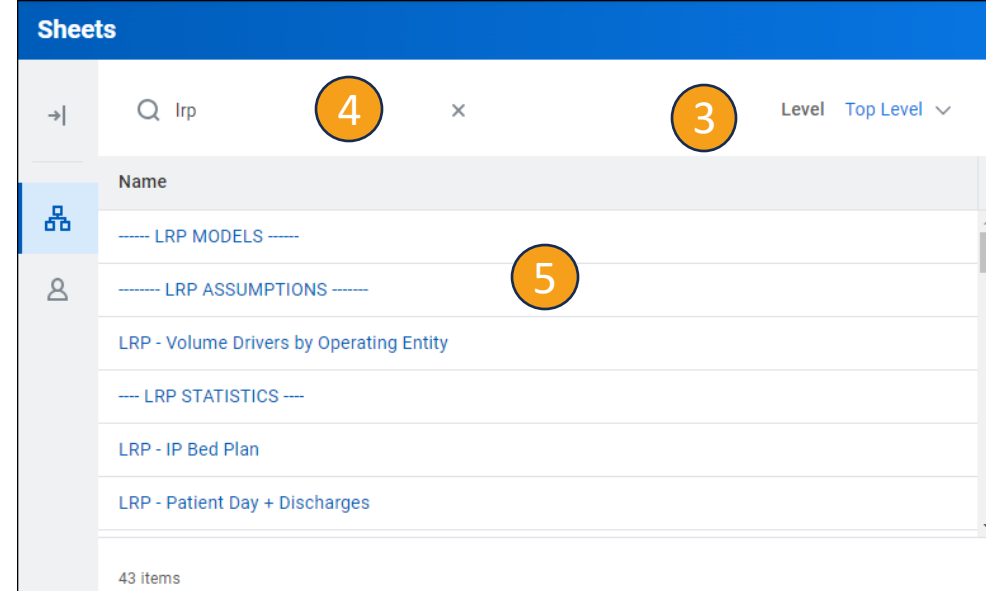 Sheets
lrp 4 3 Level Top Level
Name
------ LRP MODELS ------
-------- LRP ASSUMPTIONS -------
5
LRP - Volume Drivers by Operating Entity
---- LRP STATISTICS ----
LRP - IP Bed Plan
LRP - Patient Day + Discharges
43 items